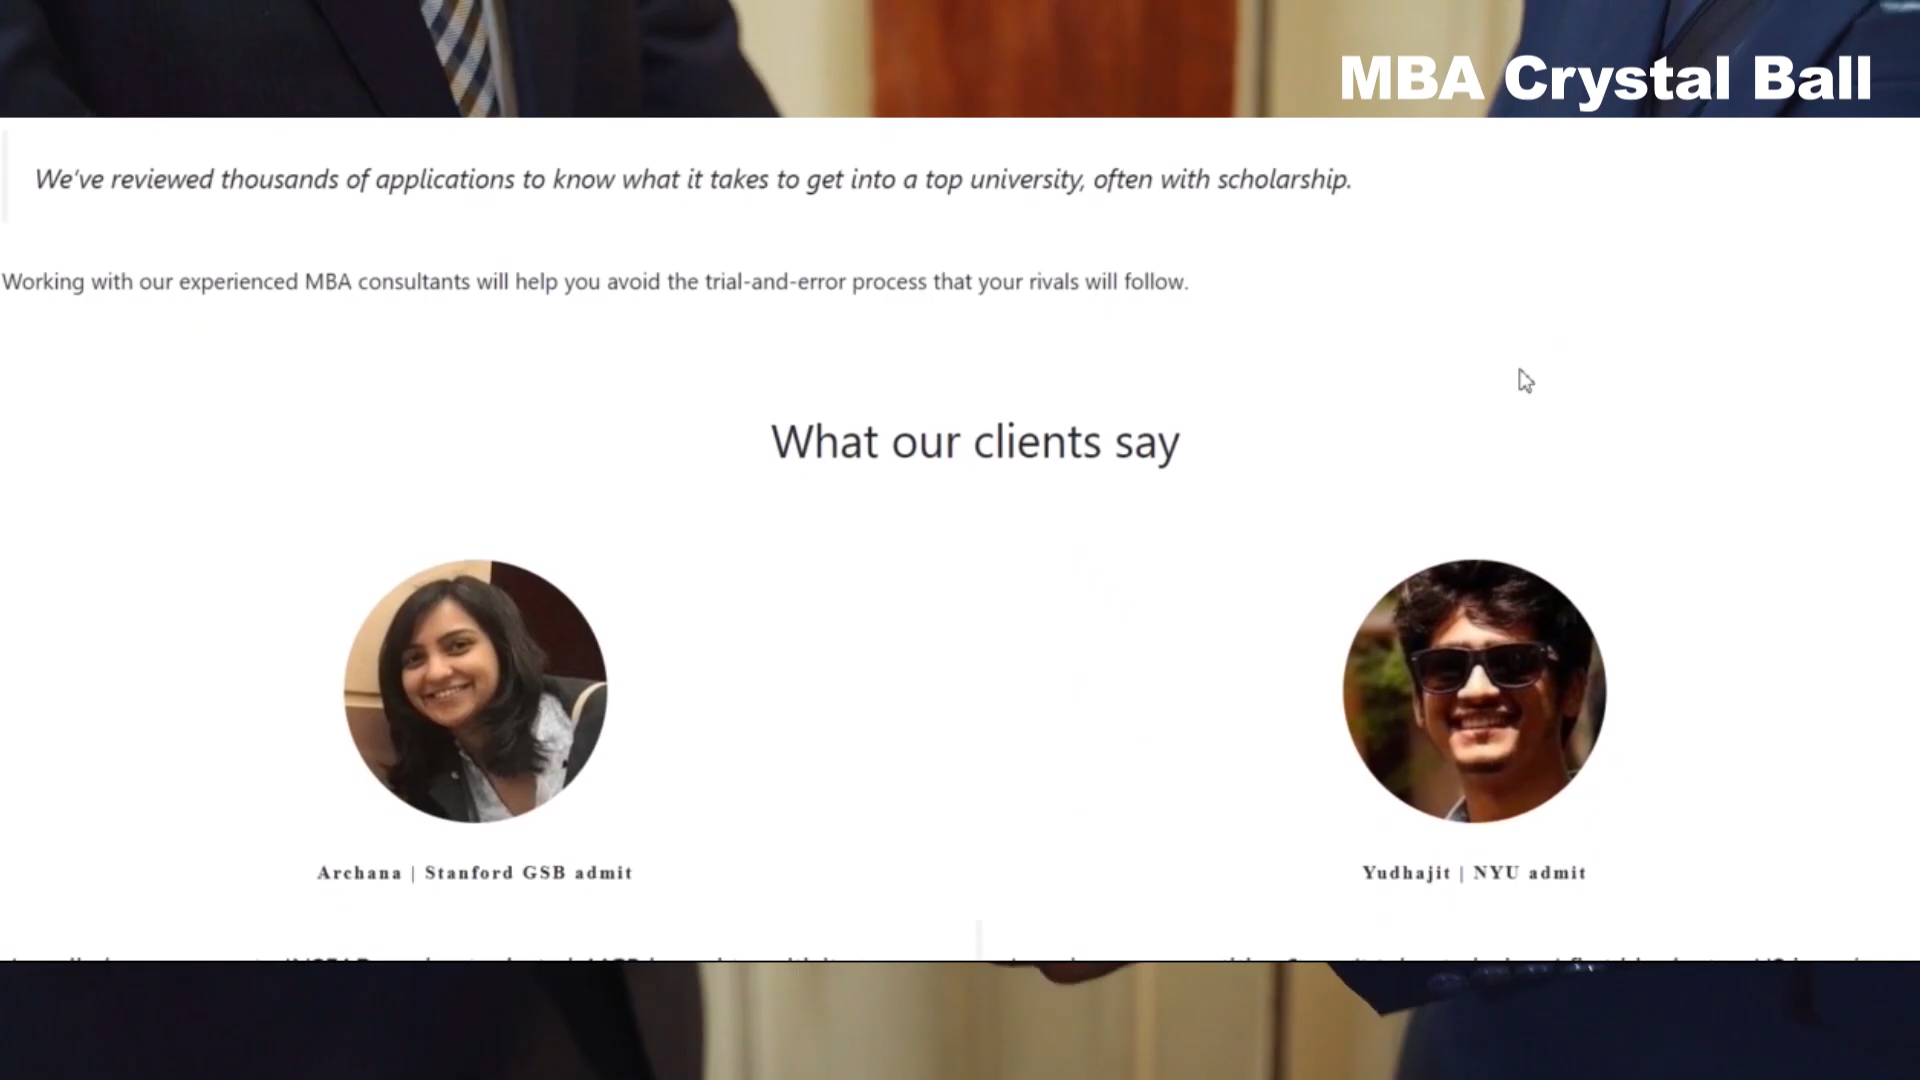 MBA Crystal Ball
We've reviewed thousands of applications to know what it takes to get into a top university, often with scholarship.
Working with our experienced MBA consultants will help you avoid the trial-and-error process that your rivals will follow.
What our clients say
Archana | Stanford GSB admit
Yudhajit | NYU admit